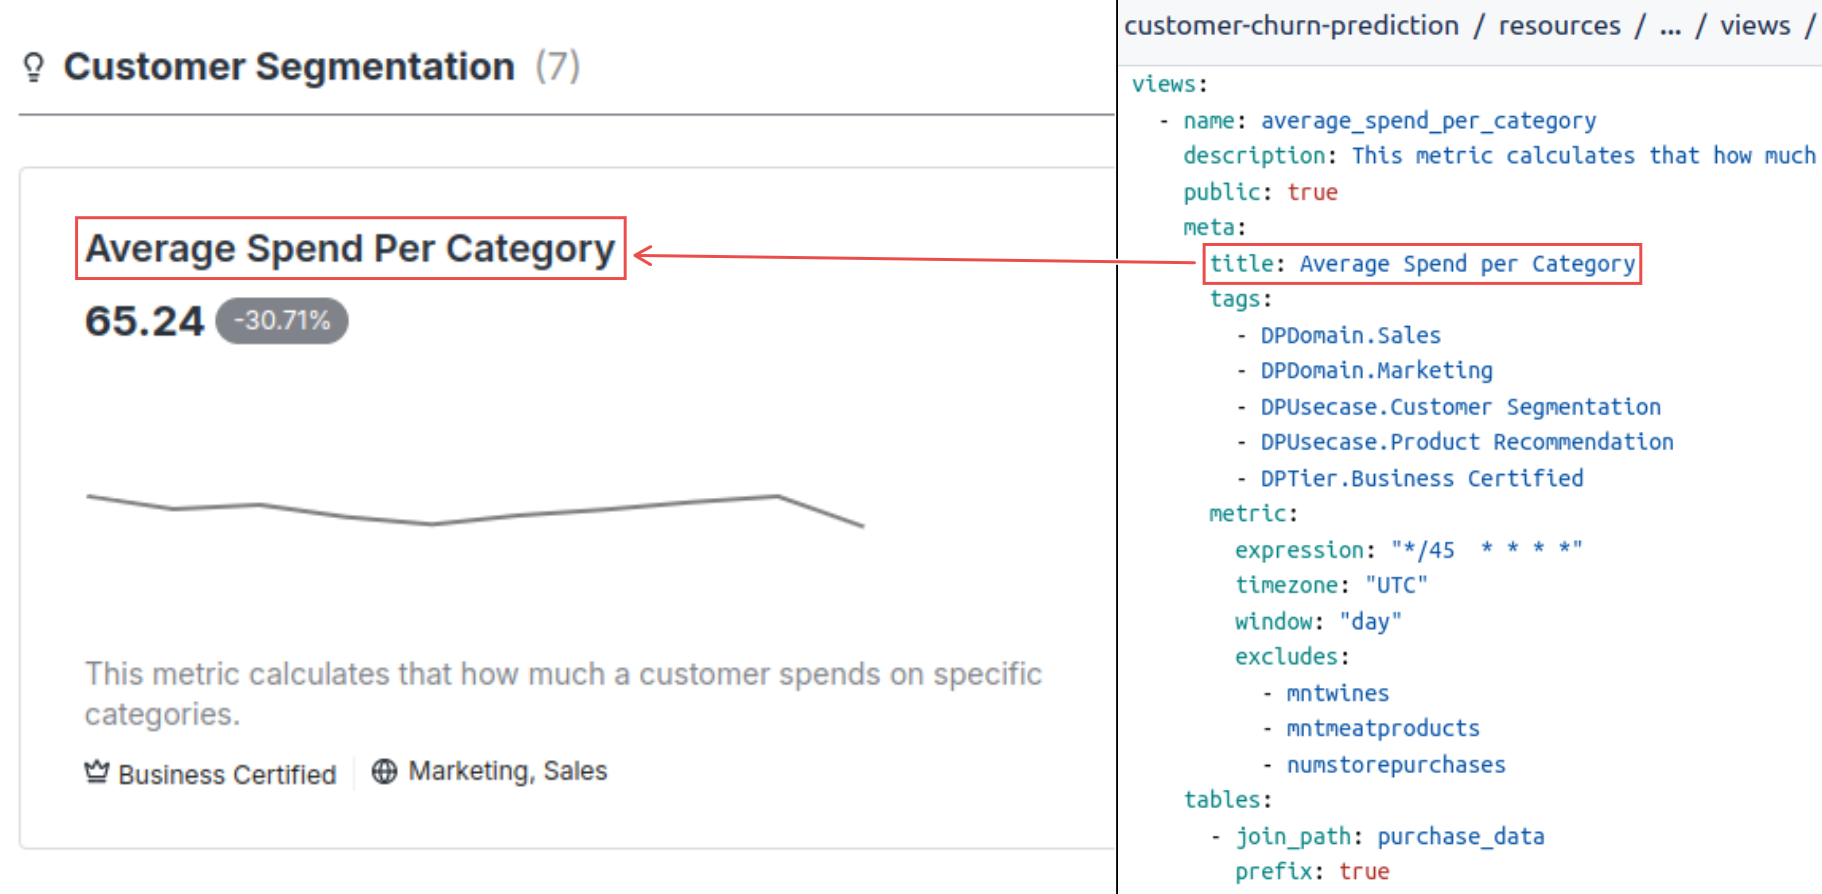 Customer Segmentation (7)
Average Spend Per Category
65.24 -30.71%
This metric calculates that how much a customer spends on specific
categories.
Business Certified Marketing, Sales
customer-churn-prediction / resources / ... / views /
views:
- name: average_spend_per_category
description: This metric calculates that how much
public: true
meta:
title: Average Spend per Category
tags:
- DPDomain.Sales
- DPDomain.Marketing
- DPUsecase.Customer Segmentation
- DPUsecase.Product Recommendation
- DPTier.Business Certified
metric:
expression: "*/45  * * * *"
timezone: "UTC"
window: "day"
excludes:
- mntwines
- mntmeatproducts
- numstorepurchases
tables:
- join_path: purchase_data
prefix: true